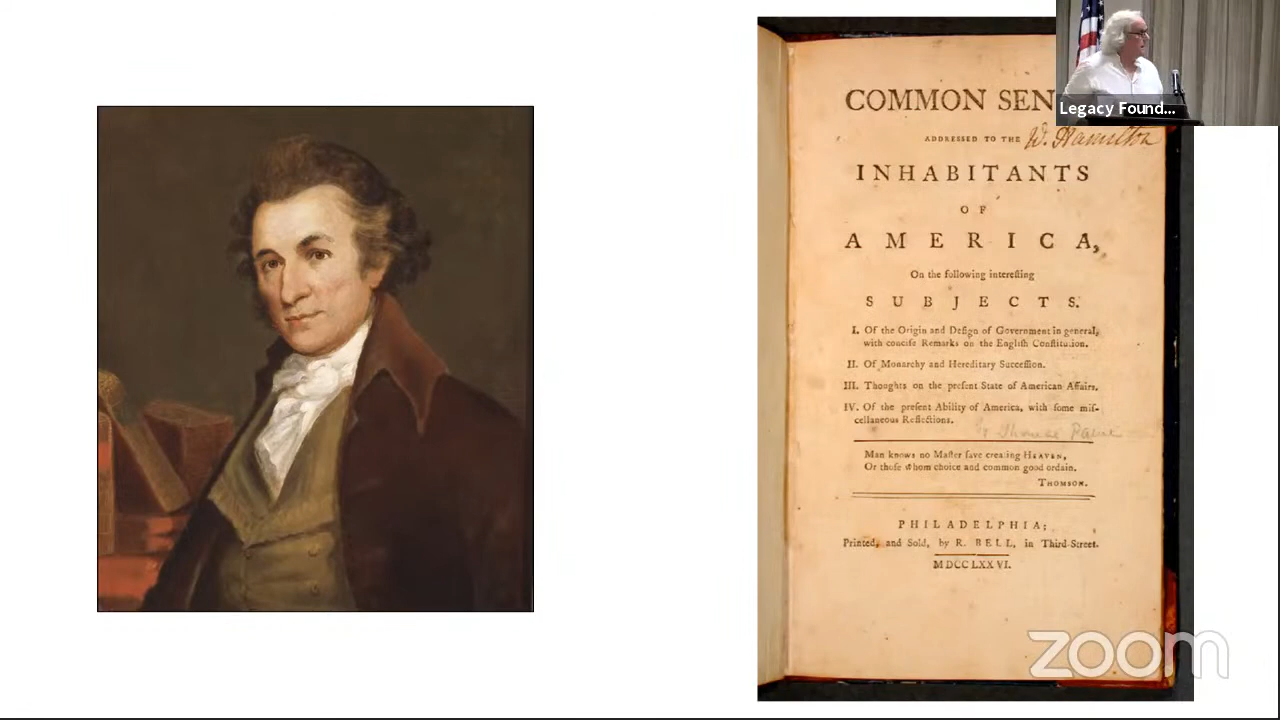 COMMON SEN
ADDRESSED TO THE W. Hamilton
INHABITANTS
OF
AMERICA,
On the following intereſting
SUBJECTS.
I. Of the Origin and Deſign of Government in general,
with conciſe Remarks on the Engliſh Conſtitution.
II. Of Monarchy and Hereditary Succeſſion.
III. Thoughts on the preſent State of American Affairs.
IV. Of the preſent Ability of America, with ſome miſ-
cellaneous Reflections.
by Thomas Paine
Man knows no Maſter ſave creating HEAVEN,
Or thoſe whom choice and common good ordain.
THOMSON.
PHILADELPHIA;
Printed, and Sold, by R. BELL, in Third-Street.
MDCCLXXVI.
Legacy Found...
zoom